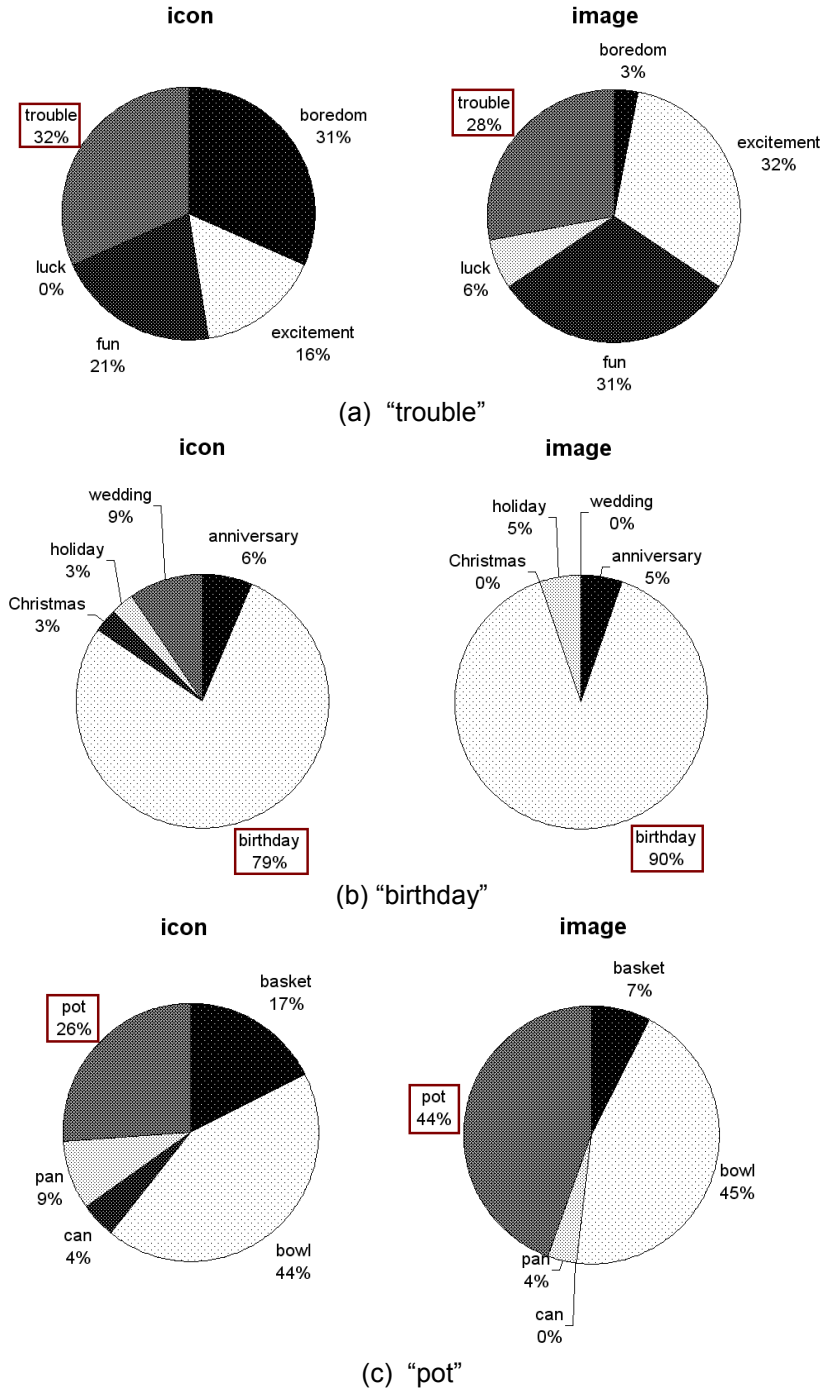 icon
image
trouble
32%
boredom
31%
luck
0%
fun
21%
excitement
16%
boredom
3%
trouble
28%
excitement
32%
luck
6%
fun
31%
(a) “trouble”
icon
image
wedding
9%
anniversary
6%
holiday
3%
Christmas
3%
birthday
79%
holiday
5%
wedding
0%
Christmas
0%
anniversary
5%
birthday
90%
(b) “birthday”
icon
image
basket
17%
pot
26%
pan
9%
can
4%
bowl
44%
basket
7%
pot
44%
bowl
45%
pan
4%
can
0%
(c) “pot”